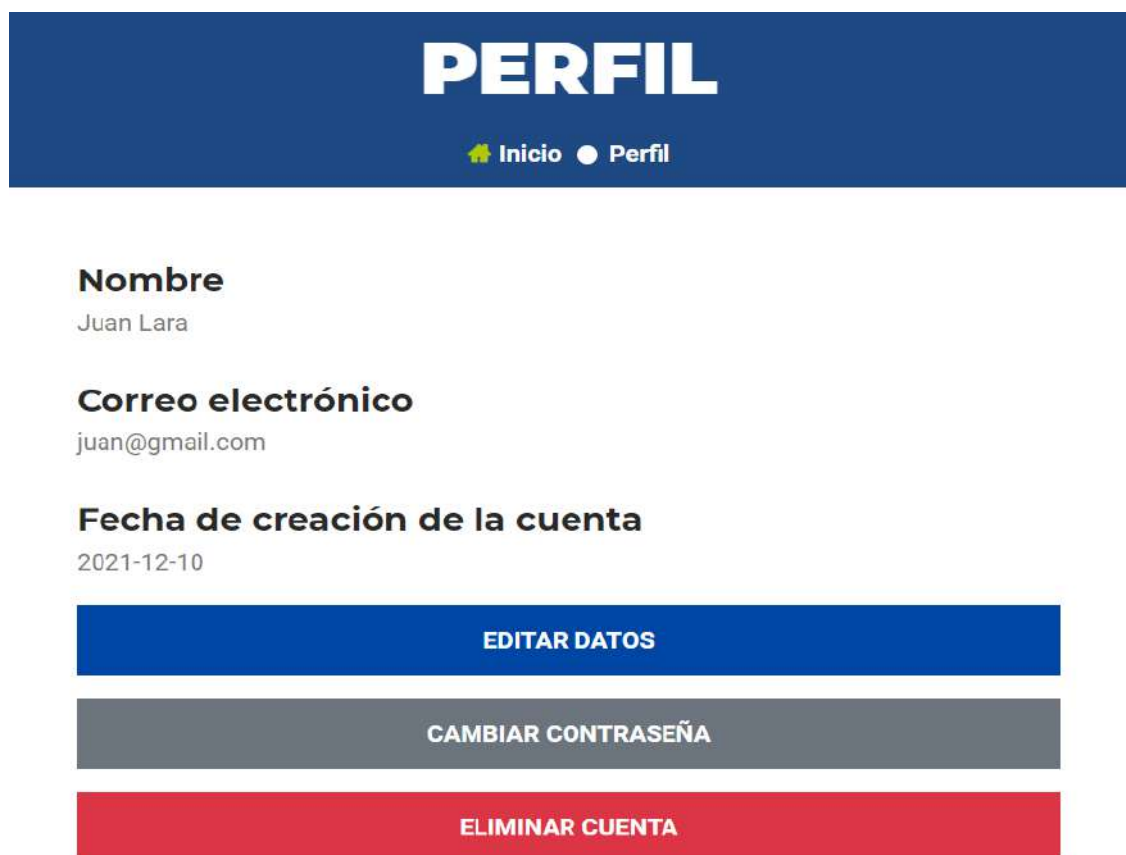 PERFIL
Inicio Perfil
Nombre
Juan Lara
Correo electrónico
juan@gmail.com
Fecha de creación de la cuenta
2021-12-10
EDITAR DATOS
CAMBIAR CONTRASEÑA
ELIMINAR CUENTA